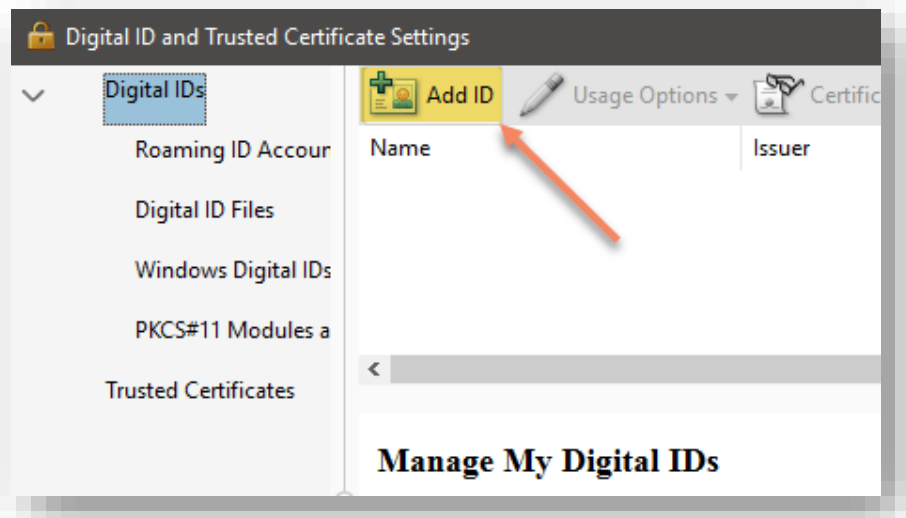 Digital ID and Trusted Certificate Settings
Digital IDs
Roaming ID Accour
Digital ID Files
Windows Digital IDs
PKCS#11 Modules a
Trusted Certificates
Add ID
Usage Options
Certific
Name
Issuer
Manage My Digital IDs